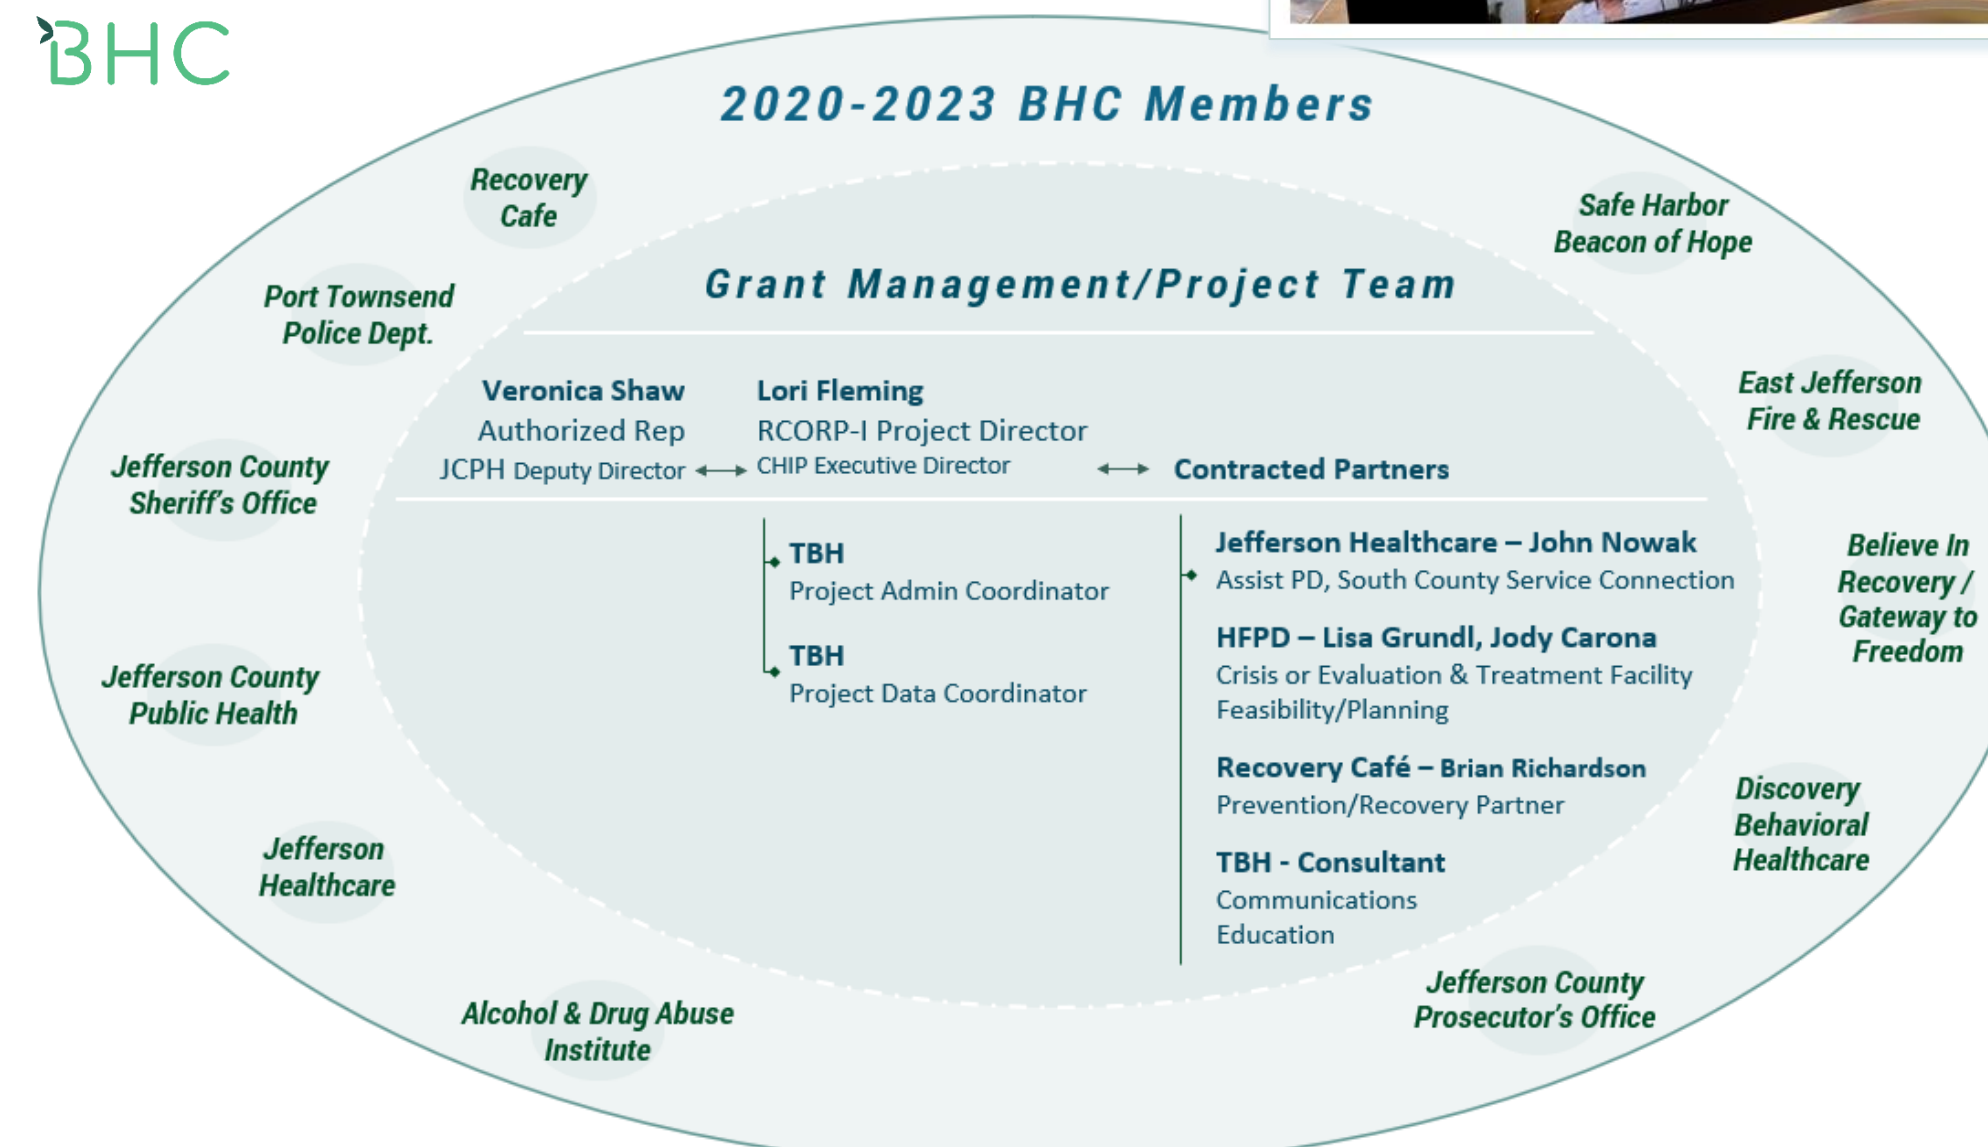 BHC
2020-2023 BHC Members
Recovery
Cafe
Port Townsend
Police Dept.
Jefferson County
Sheriff's Office
Jefferson County
Public Health
Jefferson
Healthcare
Alcohol & Drug Abuse
Institute
Safe Harbor
Beacon of Hope
East Jefferson
Fire & Rescue
Believe In
Recovery /
Gateway to
Freedom
Discovery
Behavioral
Healthcare
Jefferson County
Prosecutor's Office
Grant Management/Project Team
Veronica Shaw
Authorized Rep
JCPH Deputy Director
Lori Fleming
RCORP-I Project Director
CHIP Executive Director
Contracted Partners
TBH
Project Admin Coordinator
TBH
Project Data Coordinator
Jefferson Healthcare – John Nowak
Assist PD, South County Service Connection
HFPD – Lisa Grundl, Jody Carona
Crisis or Evaluation & Treatment Facility
Feasibility/Planning
Recovery Café – Brian Richardson
Prevention/Recovery Partner
TBH - Consultant
Communications
Education